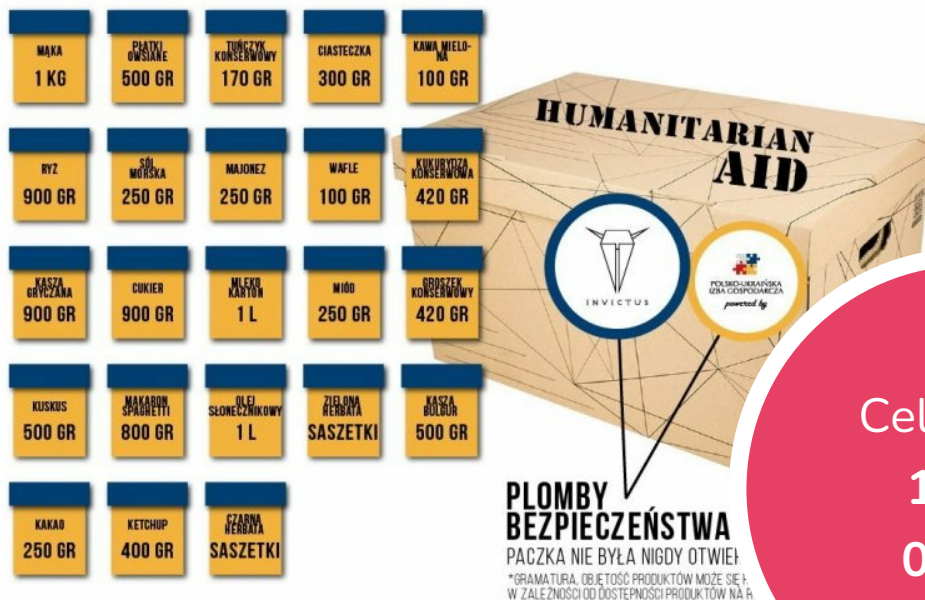 MĄKA
1 KG
PŁATKI
OWSIANE
500 GR
TUŃCZYK
KONSERWOWY
170 GR
CIASTECZKA
300 GR
KAWA MIELO-
NA
100 GR
RYŻ
900 GR
SÓL
MORSKA
250 GR
MAJONEZ
250 GR
WAFLE
100 GR
KUKURYDZA
KONSERWOWA
420 GR
KASZA
GRYCZANA
900 GR
CUKIER
900 GR
MLEKO
KARTON
1 L
MIÓD
250 GR
GROSZEK
KONSERWOWY
420 GR
KUSKUS
500 GR
MAKARON
SPAGHETTI
800 GR
OLEJ
SŁONECZNIKOWY
1 L
ZIELONA
HERBATA
SASZETKI
KASZA
BULGUR
500 GR
KAKAO
250 GR
KETCHUP
400 GR
CZARNA
HERBATA
SASZETKI
HUMANITARIAN
AID
INVICTUS
POLSKO-UKRAIŃSKA
IZBA GOSPODARCZA
powered by
PLOMBY
BEZPIECZEŃSTWA
PACZKA NIE BYŁA NIGDY
*GRAMATURA, OBJĘTOŚĆ PRODUKTÓW MOŻE SIĘ
W ZALEŻNOŚCI OD DOSTĘPNOŚCI PRODUKTÓW NA
Cel
1
0